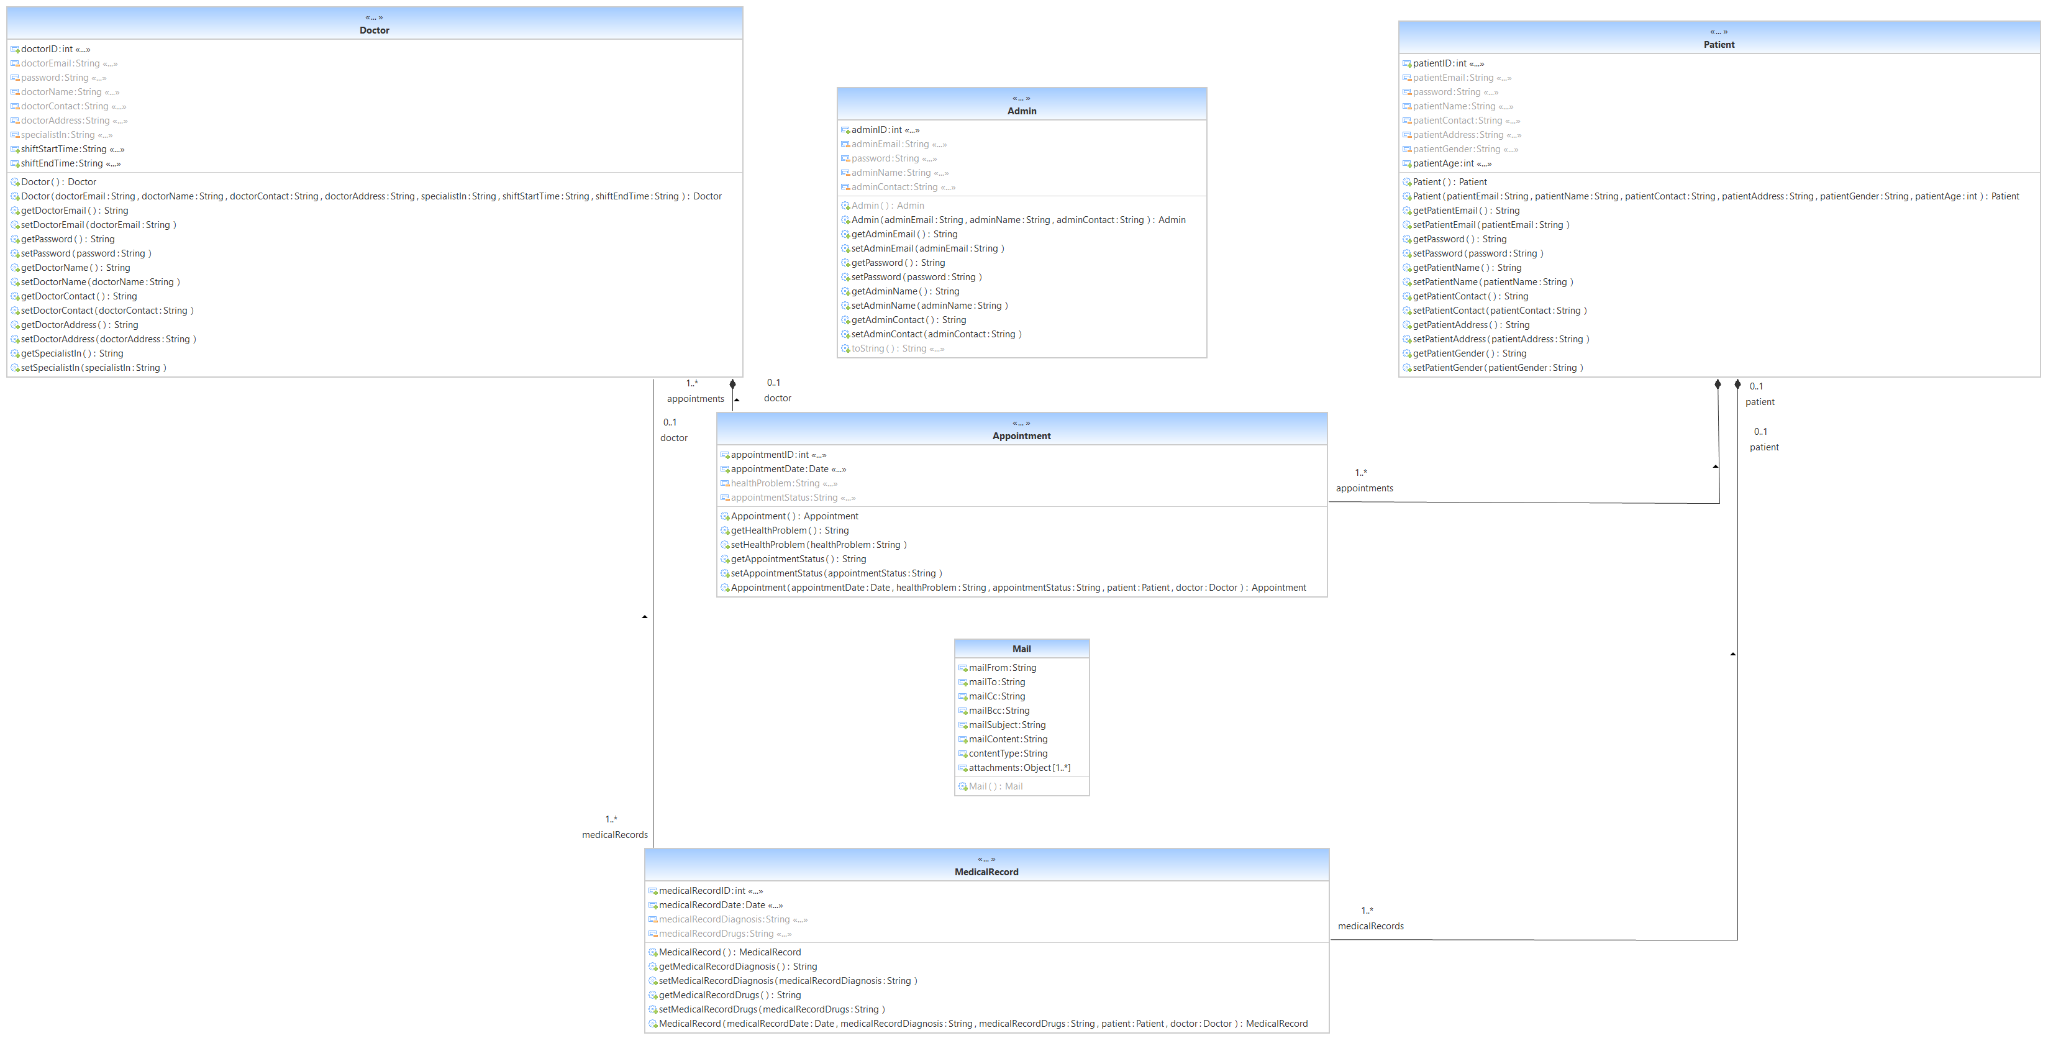 «... »
Doctor
doctorID:int «...»
doctorEmail:String «...»
password:String «...»
doctorName:String «...»
doctorContact:String «...»
doctorAddress:String «...»
specialistIn:String «...»
shiftStartTime:String «...»
shiftEndTime:String «...»
Doctor( ): Doctor
Doctor(doctorEmail:String, doctorName:String, doctorContact:String, doctorAddress:String, specialistIn:String, shiftStartTime:String, shiftEndTime:String ): Doctor
getDoctorEmail( ): String
setDoctorEmail(doctorEmail:String )
getPassword( ): String
setPassword(password:String )
getDoctorName( ): String
setDoctorName(doctorName:String )
getDoctorContact( ): String
setDoctorContact(doctorContact:String )
getDoctorAddress( ): String
setDoctorAddress(doctorAddress:String )
getSpecialistIn( ): String
setSpecialistIn(specialistIn:String )
«... »
Admin
adminID:int «...»
adminEmail:String «...»
password:String «...»
adminName:String «...»
adminContact:String «...»
Admin( ): Admin
Admin(adminEmail:String, adminName:String, adminContact:String ): Admin
getAdminEmail( ): String
setAdminEmail(adminEmail:String )
getPassword( ): String
setPassword(password:String )
getAdminName( ): String
setAdminName(adminName:String )
getAdminContact( ): String
setAdminContact(adminContact:String )
toString( ): String «...»
«... »
Patient
patientID:int «...»
patientEmail:String «...»
password:String «...»
patientName:String «...»
patientContact:String «...»
patientAddress:String «...»
patientGender:String «...»
patientAge:int «...»
Patient( ): Patient
Patient(patientEmail:String, patientName:String, patientContact:String, patientAddress:String, patientGender:String, patientAge:int ): Patient
getPatientEmail( ): String
setPatientEmail(patientEmail:String )
getPassword( ): String
setPassword(password:String )
getPatientName( ): String
setPatientName(patientName:String )
getPatientContact( ): String
setPatientContact(patientContact:String )
getPatientAddress( ): String
setPatientAddress(patientAddress:String )
getPatientGender( ): String
setPatientGender(patientGender:String )
1..*
appointments
0..1
doctor
0..1
doctor
0..1
patient
0..1
patient
«... »
Appointment
appointmentID:int «...»
appointmentDate:Date «...»
healthProblem:String «...»
appointmentStatus:String «...»
Appointment( ): Appointment
getHealthProblem( ): String
setHealthProblem(healthProblem:String )
getAppointmentStatus( ): String
setAppointmentStatus(appointmentStatus:String )
Appointment(appointmentDate:Date, healthProblem:String, appointmentStatus:String, patient:Patient, doctor:Doctor ): Appointment
1..*
appointments
Mail
mailFrom:String
mailTo:String
mailCc:String
mailBcc:String
mailSubject:String
mailContent:String
contentType:String
attachments:Object[1..*]
Mail( ): Mail
1..*
medicalRecords
«... »
MedicalRecord
medicalRecordID:int «...»
medicalRecordDate:Date «...»
medicalRecordDiagnosis:String «...»
medicalRecordDrugs:String «...»
MedicalRecord( ): MedicalRecord
getMedicalRecordDiagnosis( ): String
setMedicalRecordDiagnosis(medicalRecordDiagnosis:String )
getMedicalRecordDrugs( ): String
setMedicalRecordDrugs(medicalRecordDrugs:String )
MedicalRecord(medicalRecordDate:Date, medicalRecordDiagnosis:String, medicalRecordDrugs:String, patient:Patient, doctor:Doctor ): MedicalRecord
1..*
medicalRecords